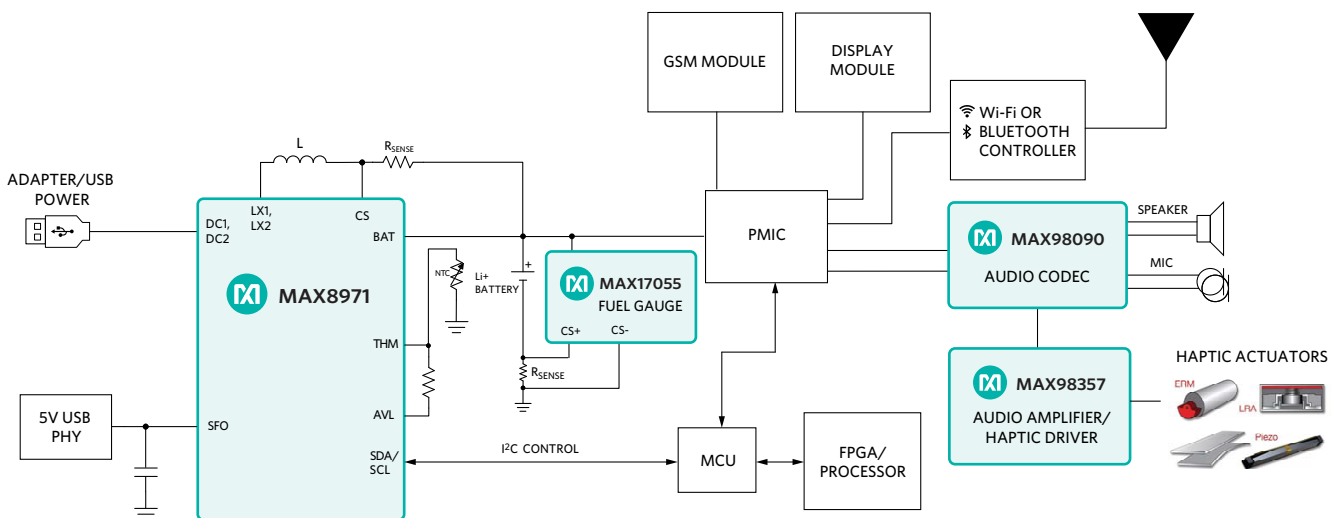 GSM MODULE
DISPLAY
MODULE
Wi-Fi OR
BLUETOOTH
CONTROLLER
L
RSENSE
ADAPTER/USB
POWER
DC1,
DC2
LX1,
LX2
CS
BAT
MAX8971
NTC
THM
AVL
SFO
SDA/
SCL
Li+
BATTERY
+
MAX17055
FUEL GAUGE
CS+
CS-
RSENSE
PMIC
MAX98090
AUDIO CODEC
SPEAKER
MIC
MAX98357
AUDIO AMPLIFIER/
HAPTIC DRIVER
HAPTIC ACTUATORS
ERM
LRA
Piezo
5V USB
PHY
I²C CONTROL
MCU
FPGA/
PROCESSOR